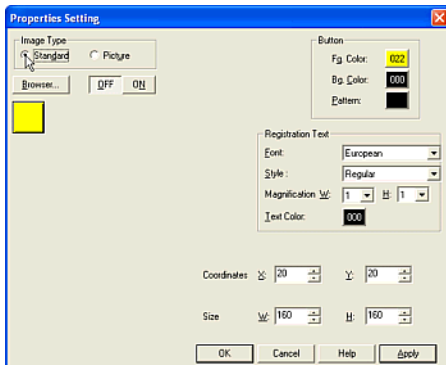 Properties Setting
Image Type
Standard Picture
Browser... OFF ON
Button
Fg. Color: 022
Bg. Color: 000
Pattern:
Registration Text
Font: European
Style : Regular
Magnification W: 1 H: 1
Text Color: 000
Coordinates X: 20 Y: 20
Size W: 160 H: 160
OK Cancel Help Apply